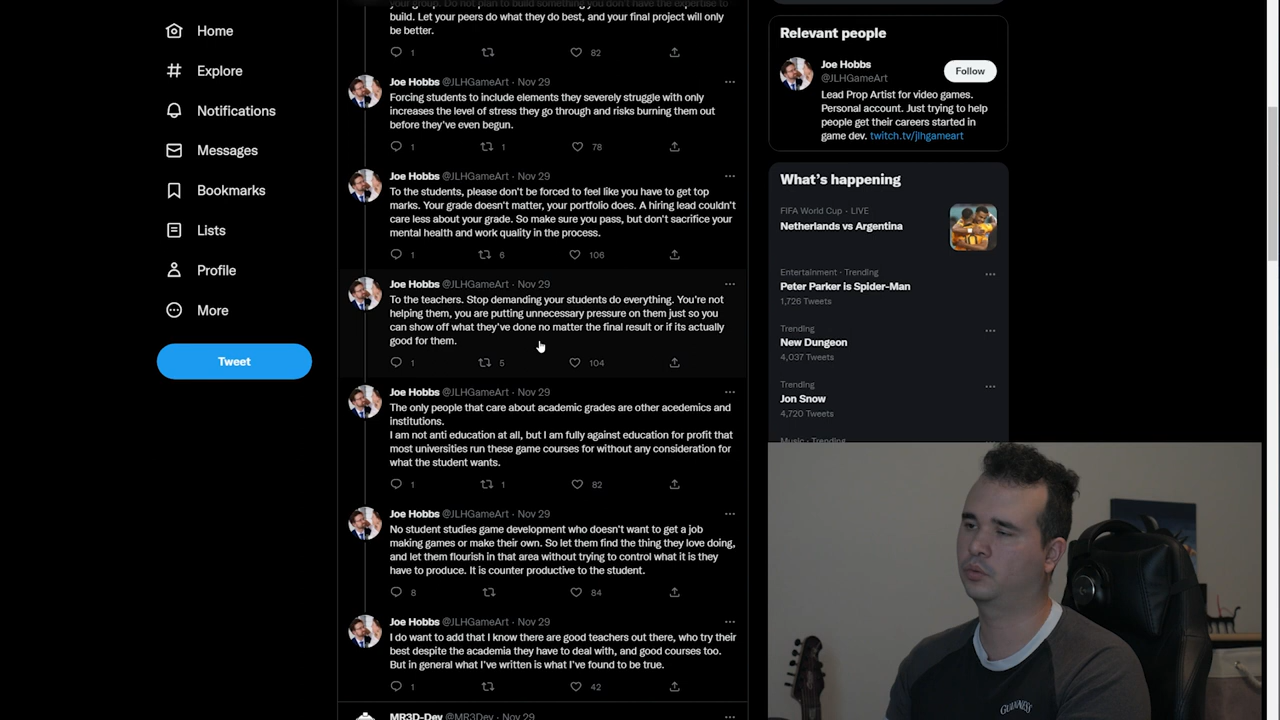 Home
Explore
Notifications
Messages
Bookmarks
Lists
Profile
More
Tweet
build. Let your peers do what they do best, and your final project will only
be better.
1 82
Joe Hobbs @JLHGameArt · Nov 29
Forcing students to include elements they severely struggle with only
increases the level of stress they go through and risks burning them out
before they've even begun.
1 1 78
Joe Hobbs @JLHGameArt · Nov 29
To the students, please don't be forced to feel like you have to get top
marks. Your grade doesn't matter, your portfolio does. A hiring lead couldn't
care less about your grade. So make sure you pass, but don't sacrifice your
mental health and work quality in the process.
1 6 106
Joe Hobbs @JLHGameArt · Nov 29
To the teachers. Stop demanding your students do everything. You're not
helping them, you are putting unnecessary pressure on them just so you
can show off what they've done no matter the final result or if its actually
good for them.
1 5 104
Joe Hobbs @JLHGameArt · Nov 29
The only people that care about academic grades are other acedemics and
institutions.
I am not anti education at all, but I am fully against education for profit that
most universities run these game courses for without any consideration for
what the student wants.
1 1 82
Joe Hobbs @JLHGameArt · Nov 29
No student studies game development who doesn't want to get a job
making games or make their own. So let them find the thing they love doing,
and let them flourish in that area without trying to control what it is they
have to produce. It is counter productive to the student.
8 84
Joe Hobbs @JLHGameArt · Nov 29
I do want to add that I know there are good teachers out there, who try their
best despite the academia they have to deal with, and good courses too.
But in general what I've written is what I've found to be true.
1 42
MR3D-Dev @MR3Dev · Nov 29
Relevant people
Joe Hobbs
@JLHGameArt
Follow
Lead Prop Artist for video games.
Personal account. Just trying to help
people get their careers started in
game dev. twitch.tv/jlhgameart
What's happening
FIFA World Cup · LIVE
Netherlands vs Argentina
Entertainment · Trending
Peter Parker is Spider-Man
1,726 Tweets
Trending
New Dungeon
4,037 Tweets
Trending
Jon Snow
4,720 Tweets
Music · Trending
GUINNESS